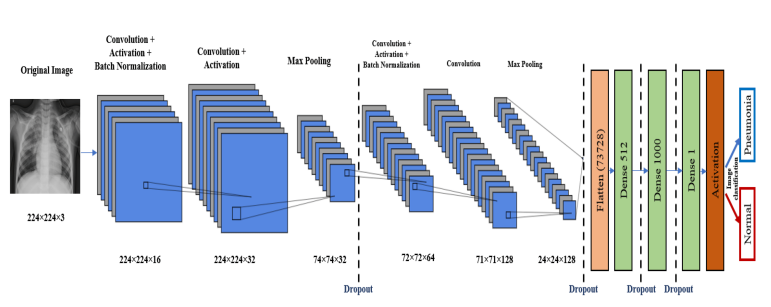 Original Image
Convolution +
Activation +
Batch Normalization
Convolution +
Activation
Max Pooling
Convolution +
Activation +
Batch Normalization
Convolution
Max Pooling
224×224×3
224×224×16
224×224×32
74×74×32
72×72×64
71×71×128
24×24×128
Dropout
Dropout
Dropout
Dropout
Flatten (73728)
Dense 512
Dense 1000
Dense 1
Activation
Image
classification
Pneumonia
Normal